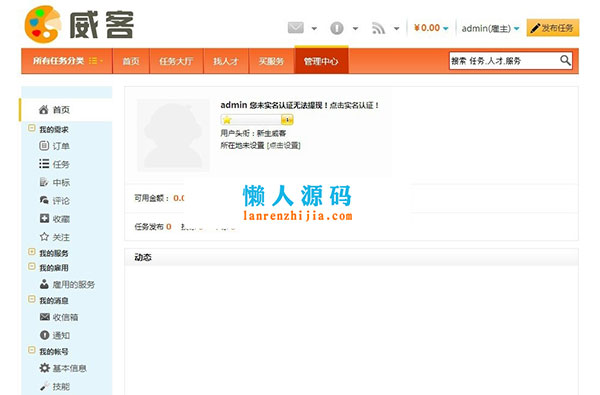 威客
¥0.00
admin(雇主)
发布任务
所有任务分类
首页
任务大厅
找人才
买服务
管理中心
搜索 任务,人才,服务
首页
我的需求
订单
任务
中标
评论
收藏
关注
我的服务
我的雇用
雇用的服务
我的消息
收信箱
通知
我的帐号
基本信息
技能
admin 您未实名认证无法提现！点击实名认证！
用户头衔：新生威客
所在地未设置 [点击设置]
可用金额： 0.0
懒人源码
lanrenzhijia.com
任务发布 0
动态